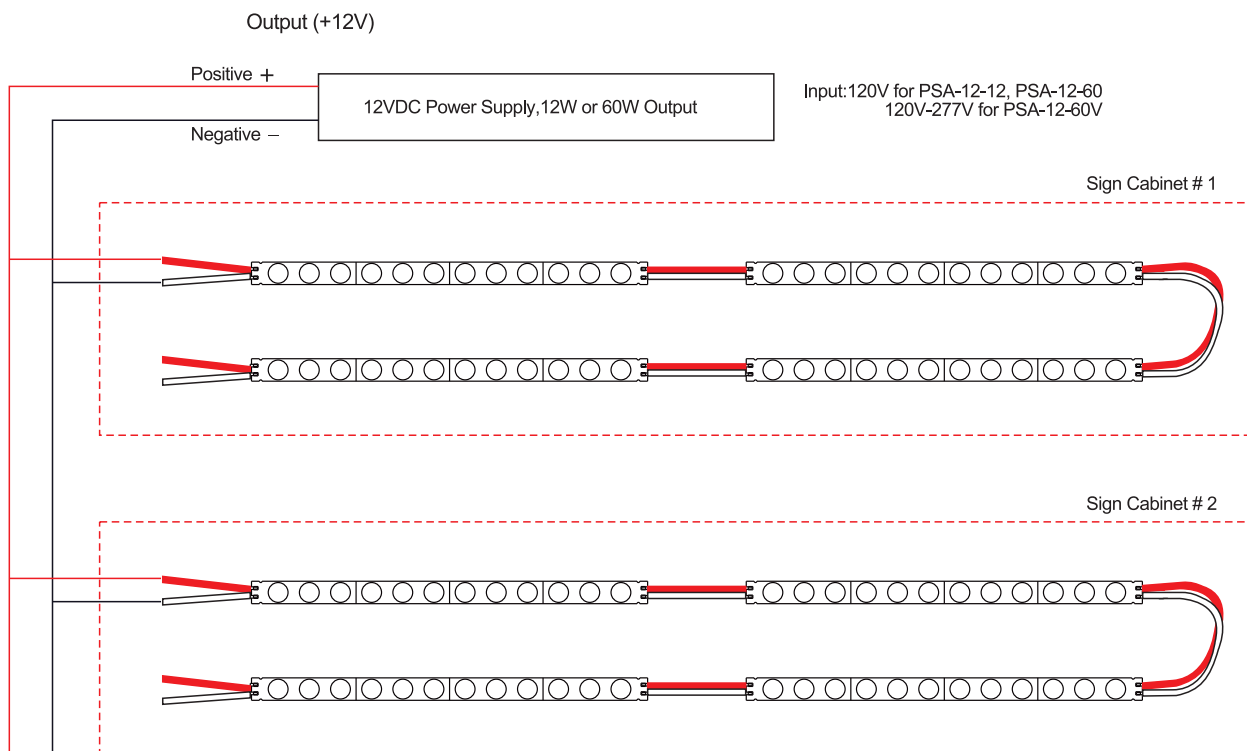 Output (+12V)
Positive +
12VDC Power Supply,12W or 60W Output
Input:120V for PSA-12-12, PSA-12-60
120V-277V for PSA-12-60V
Negative –
Sign Cabinet # 1
Sign Cabinet # 2